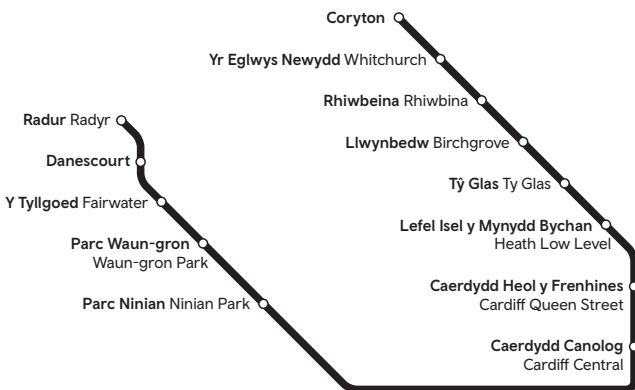 Coryton
Yr Eglwys Newydd Whitchurch
Rhiwbeina Rhiwbina
Llwynbedw Birchgrove
Tŷ Glas Ty Glas
Lefel Isel y Mynydd Bychan
Heath Low Level
Caerdydd Heol y Frenhines
Cardiff Queen Street
Caerdydd Canolog
Cardiff Central
Radur Radyr
Danescourt
Y Tyllgoed Fairwater
Parc Waun-gron
Waun-gron Park
Parc Ninian Ninian Park